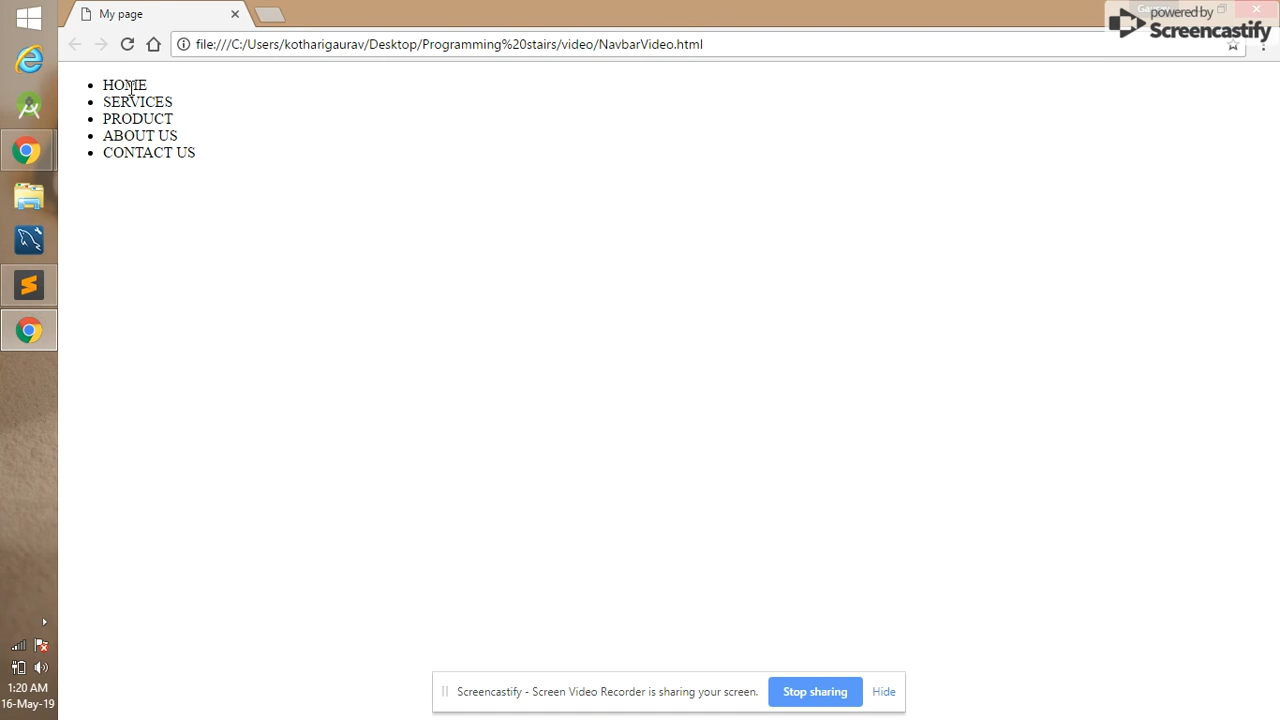 My page
powered by
Screencastify
file:///C:/Users/kotharigaurav/Desktop/Programming%20stairs/video/NavbarVideo.html
HOME
SERVICES
PRODUCT
ABOUT US
CONTACT US
Screencastify - Screen Video Recorder is sharing your screen.
Stop sharing
Hide
1:20 AM
16-May-19